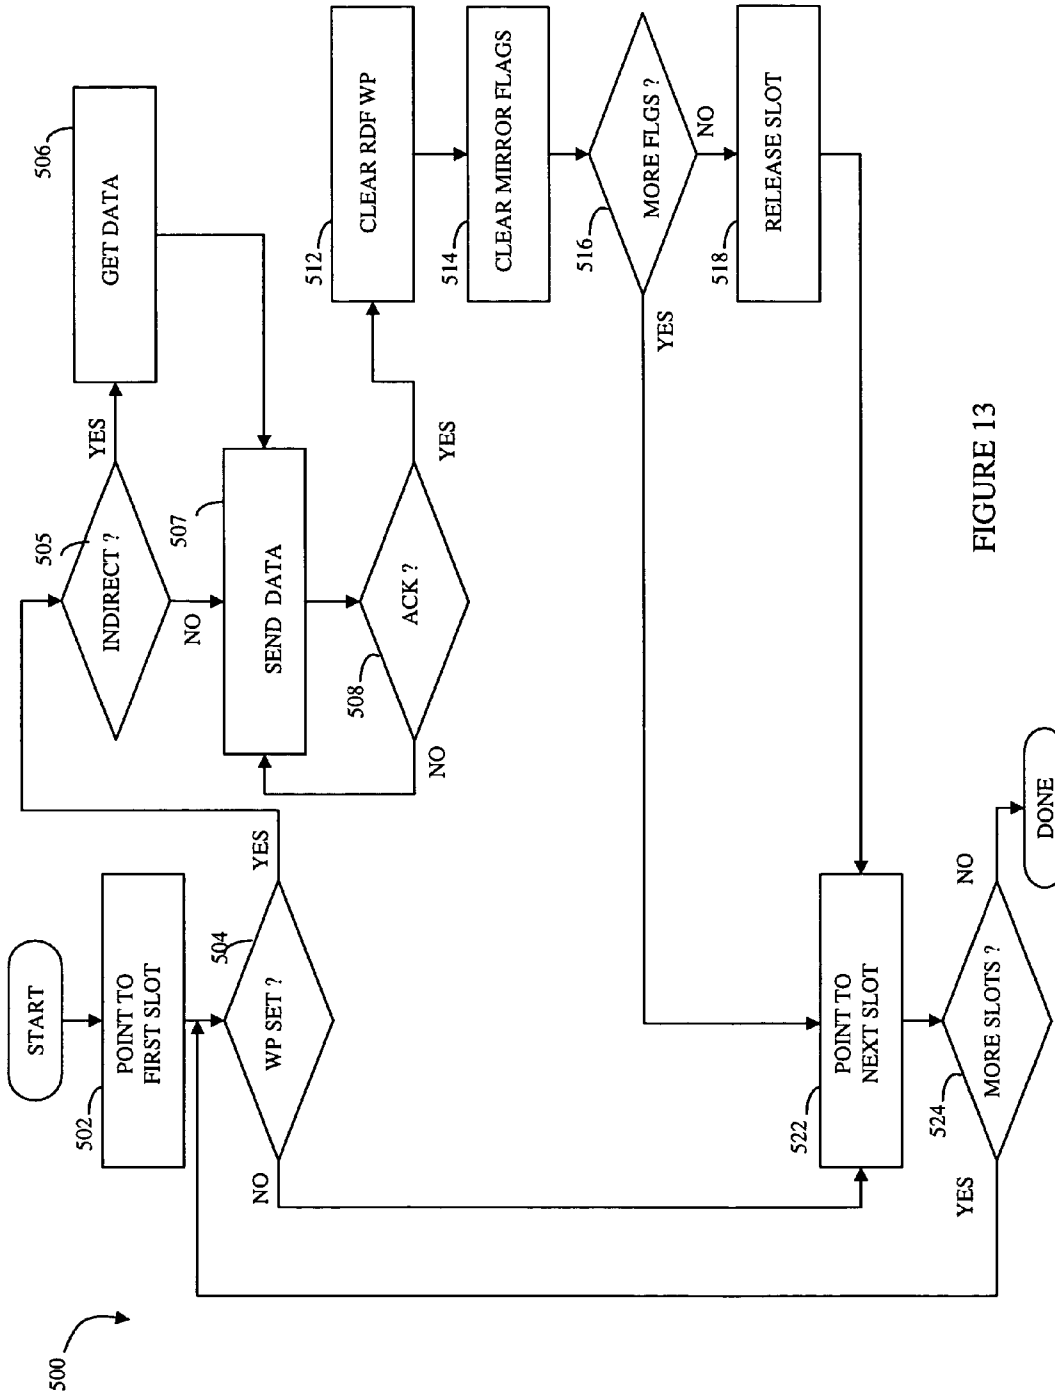 500
START
502
POINT TO
FIRST SLOT
504
WP SET ?
YES
NO
505
INDIRECT ?
YES
NO
506
GET DATA
507
SEND DATA
508
ACK ?
YES
NO
512
CLEAR RDF WP
514
CLEAR MIRROR FLAGS
516
MORE FLGS ?
YES
NO
518
RELEASE SLOT
522
POINT TO
NEXT SLOT
524
MORE SLOTS ?
YES
NO
DONE
FIGURE 13